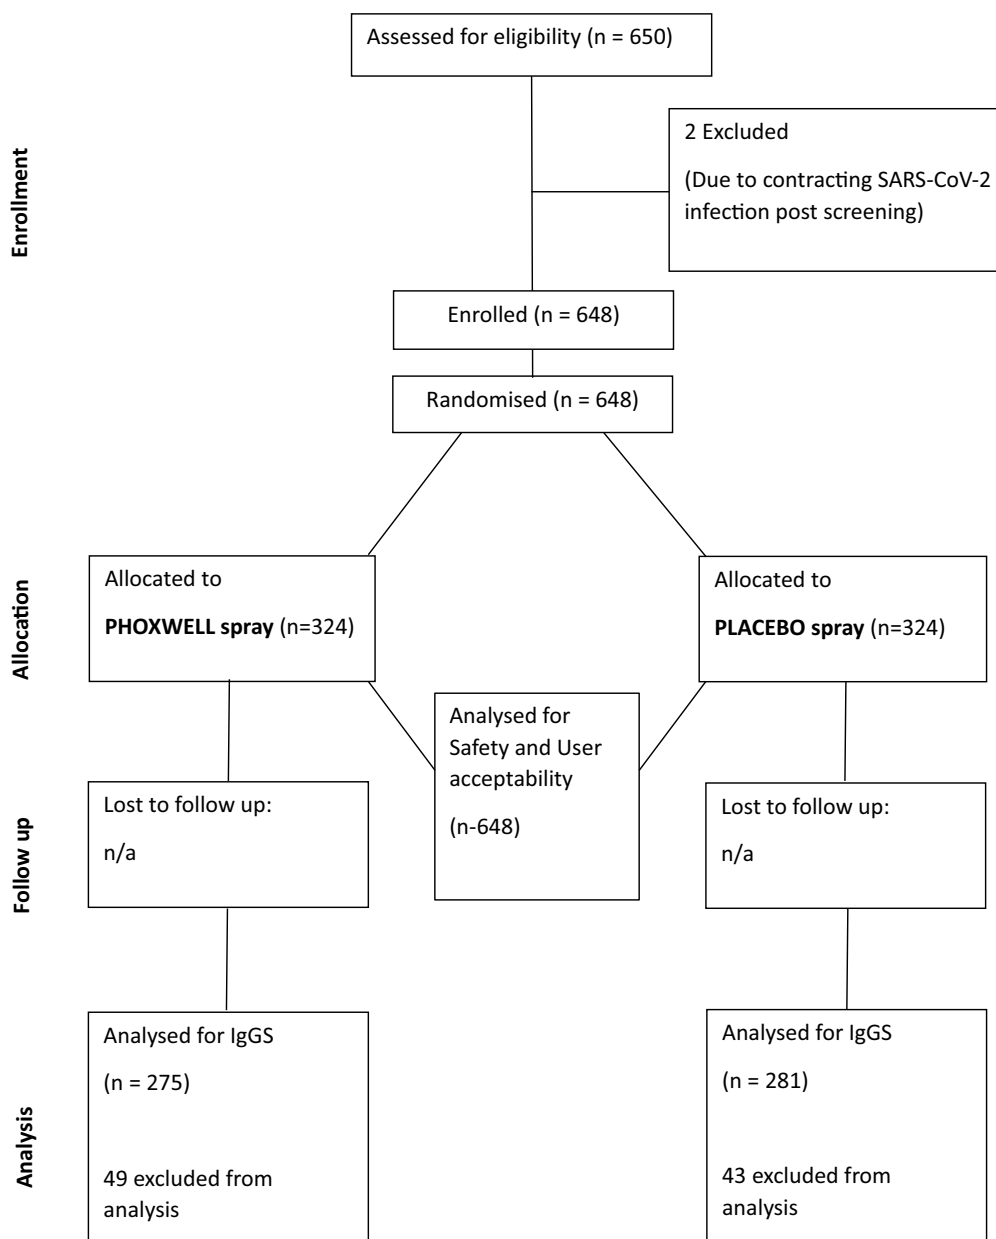 Assessed for eligibility (n = 650)
Enrollment
2 Excluded
(Due to contracting SARS-CoV-2
infection post screening)
Enrolled (n = 648)
Randomised (n = 648)
Allocation
Allocated to
PHOXWELL spray (n=324)
Allocated to
PLACEBO spray (n=324)
Analysed for
Safety and User
acceptability
(n-648)
Follow up
Lost to follow up:
n/a
Lost to follow up:
n/a
Analysis
Analysed for IgGS
(n = 275)
49 excluded from
analysis
Analysed for IgGS
(n = 281)
43 excluded from
analysis